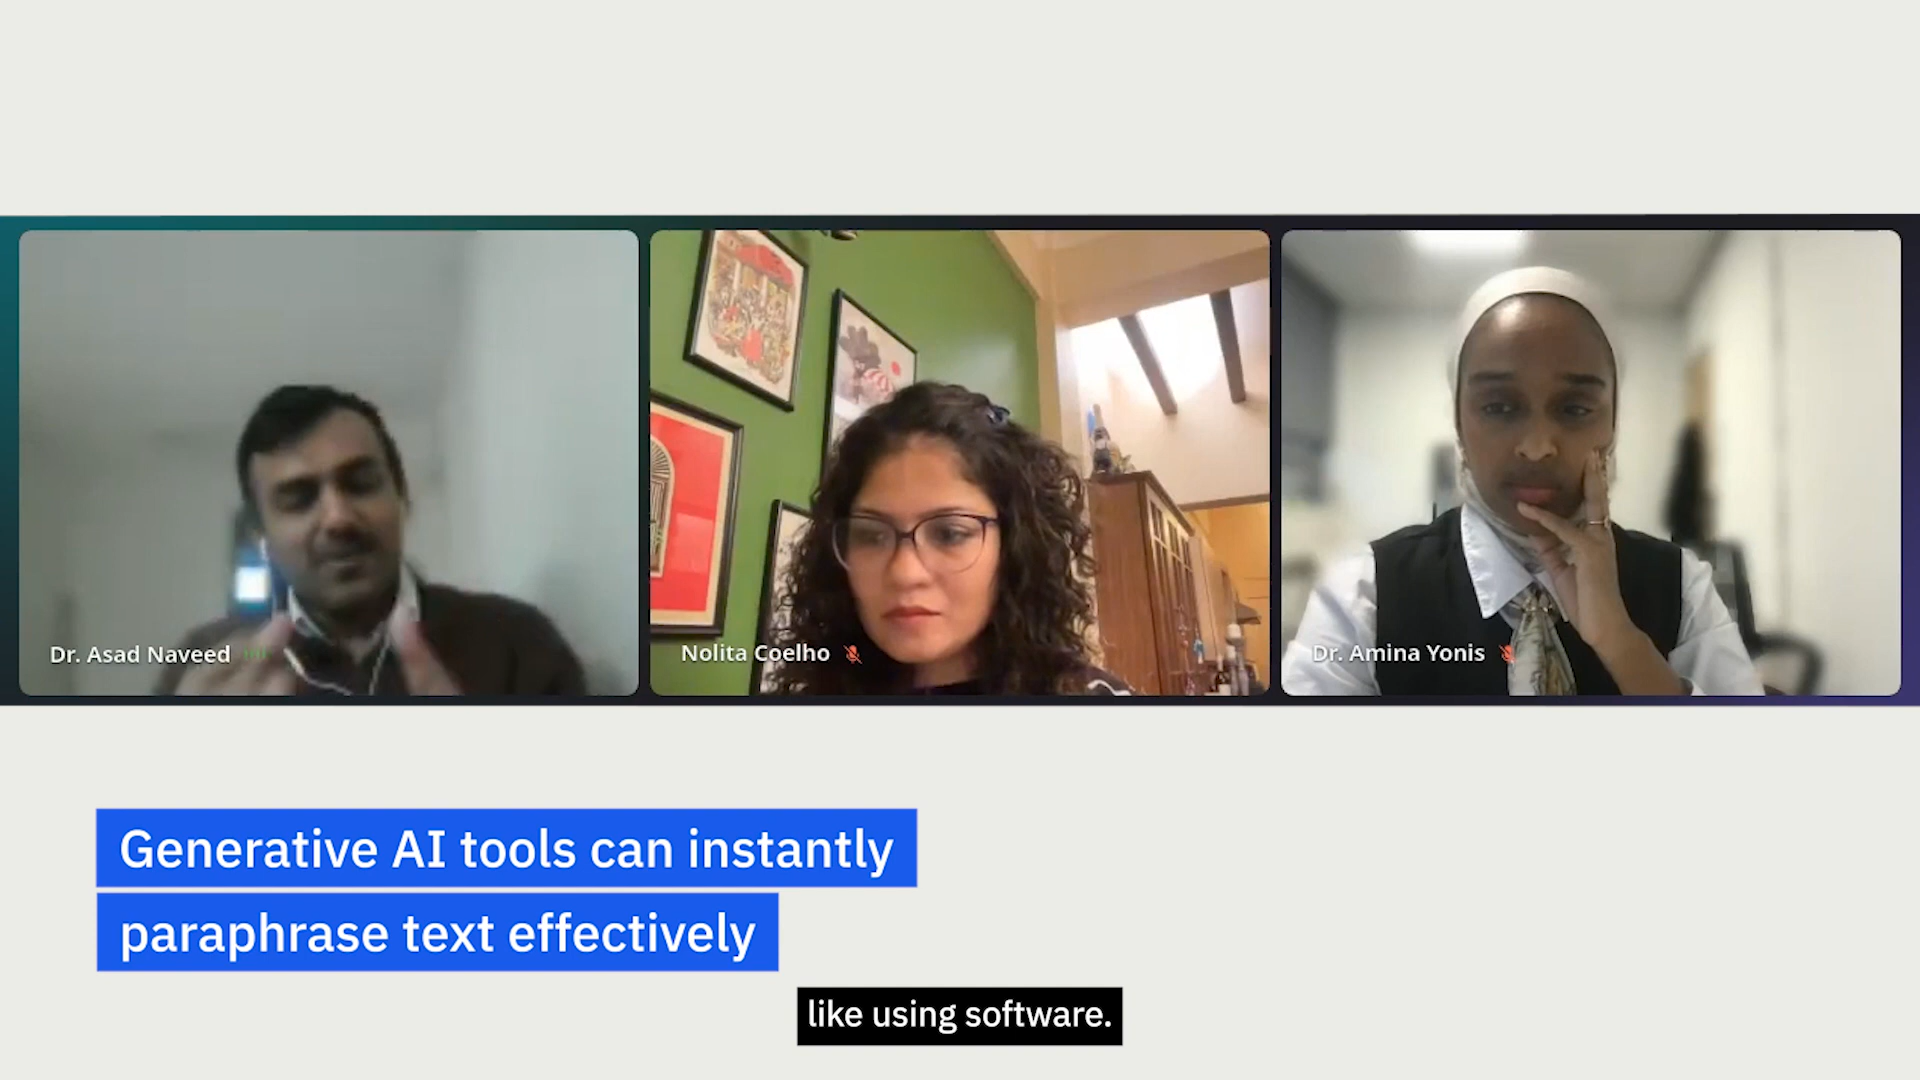 Dr. Asad Naveed
Nolita Coelho
Dr. Amina Yonis
Generative AI tools can instantly
paraphrase text effectively
like using software.